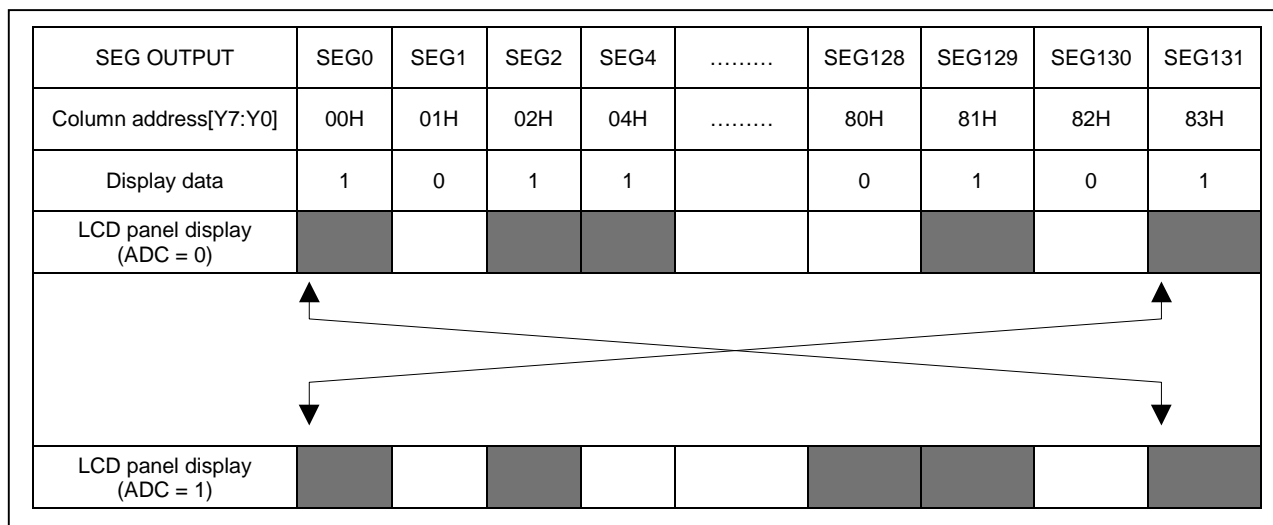 SEG OUTPUT SEG0 SEG1 SEG2 SEG4 ......... SEG128 SEG129 SEG130 SEG131
Column address[Y7:Y0] 00H 01H 02H 04H ......... 80H 81H 82H 83H
Display data 1 0 1 1 0 1 0 1
LCD panel display
(ADC = 0)
LCD panel display
(ADC = 1)